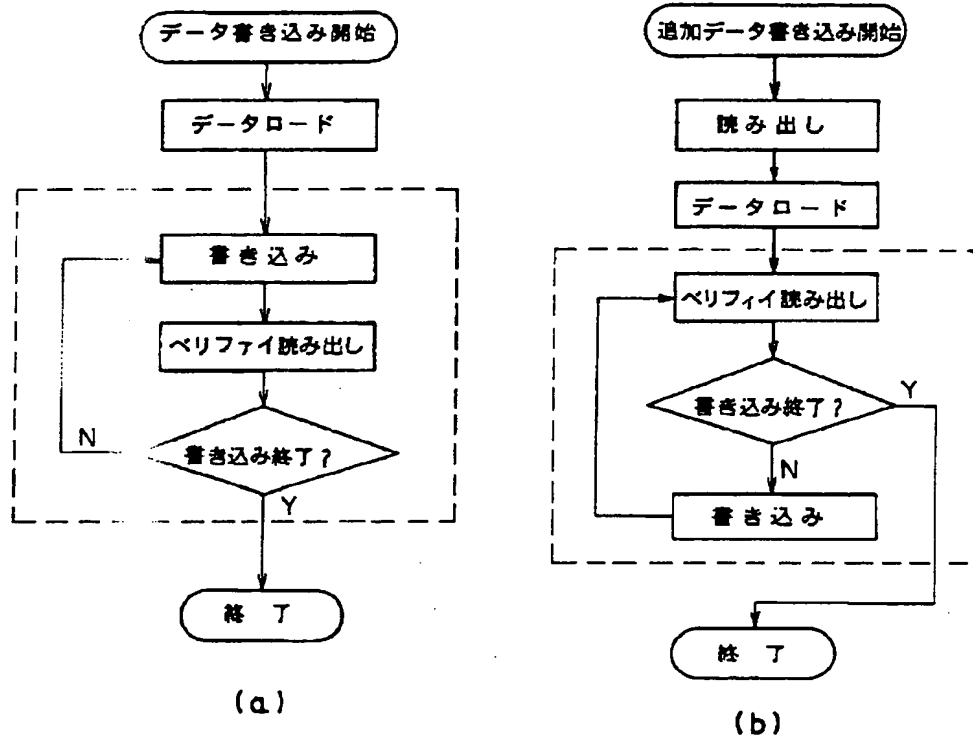 データ書き込み開始
データロード
書き込み
ベリファイ読み出し
書き込み終了?
N
Y
終了
(a)
追加データ書き込み開始
読み出し
データロード
ベリフィイ読み出し
書き込み終了?
Y
N
書き込み
終了
(b)